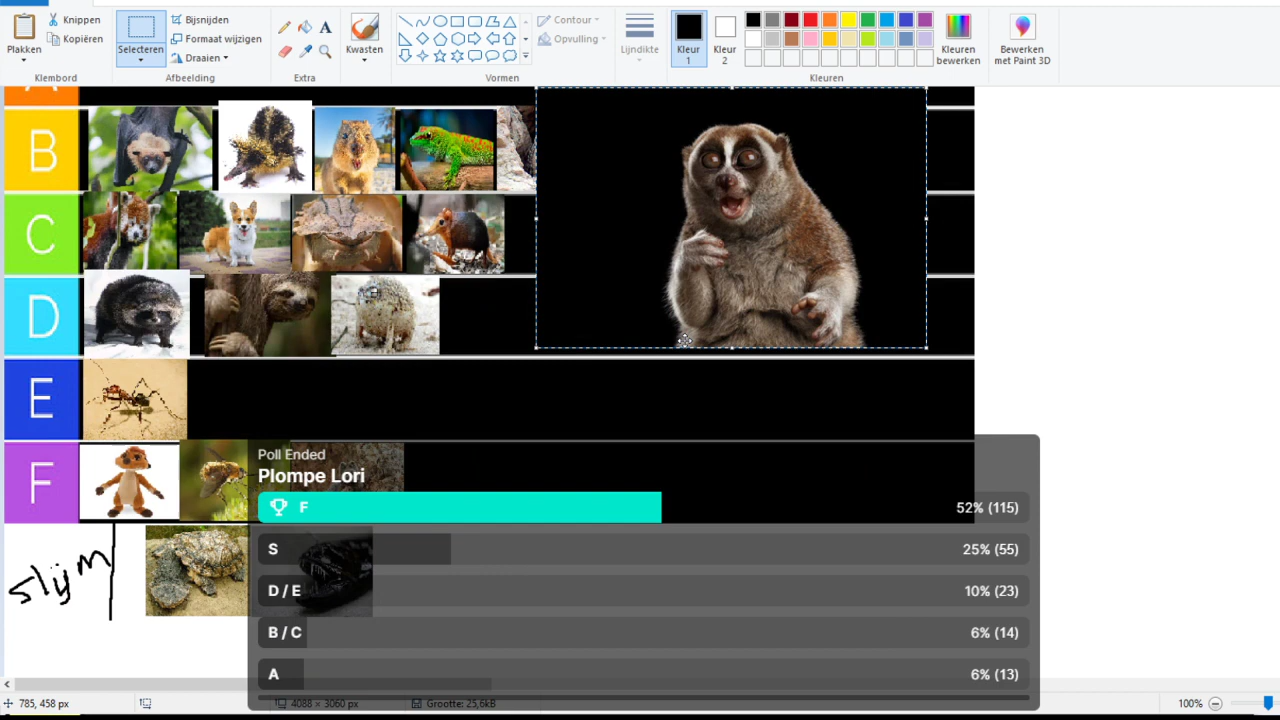 Plakken
Knippen
Kopiëren
Klembord
Selecteren
Bijsnijden
Formaat wijzigen
Draaien
Afbeelding
A
Extra
Kwasten
Vormen
Contour
Opvulling
Lijndikte
Kleur 1
Kleur 2
Kleuren
Kleuren bewerken
Bewerken met Paint 3D
A
B
C
D
E
F
slijm
Poll Ended
Plompe Lori
F 52% (115)
S 25% (55)
D / E 10% (23)
B / C 6% (14)
A 6% (13)
785, 458 px
4088 × 3060 px
Grootte: 25,6kB
100%